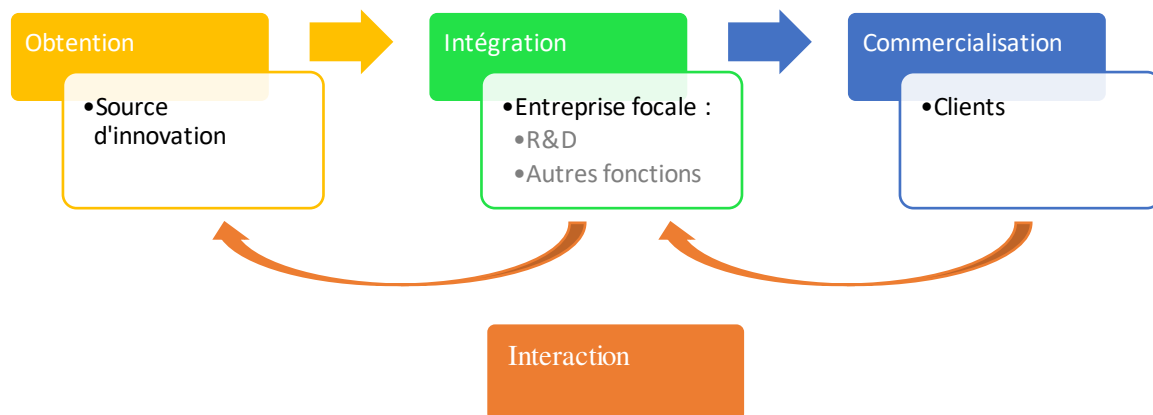 Obtention
•Source
d'innovation
Intégration
•Entreprise focale :
•R&D
•Autres fonctions
Commercialisation
•Clients
Interaction